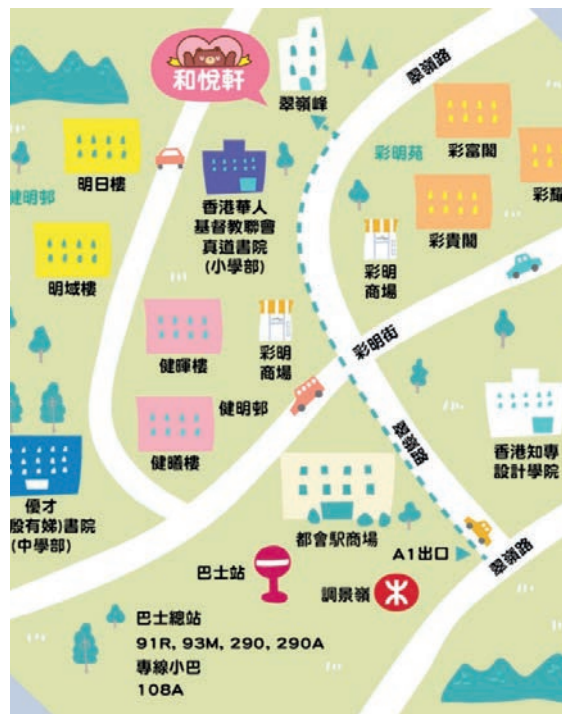 和悅軒
翠嶺峰
翠嶺路
彩明苑
彩富閣
明日樓
健明邨
香港華人
基督教聯會
真道書院
(小學部)
彩貴閣
彩耀
明域樓
彩明
商場
彩明
商場
彩明街
健暉樓
健明邨
翠嶺路
香港知專
設計學院
健曦樓
優才
殷有娣)書院
(中學部)
都會駅商場
A1出口
翠嶺路
巴士站
調景嶺
巴士總站
91R, 93M, 290, 290A
專線小巴
108A